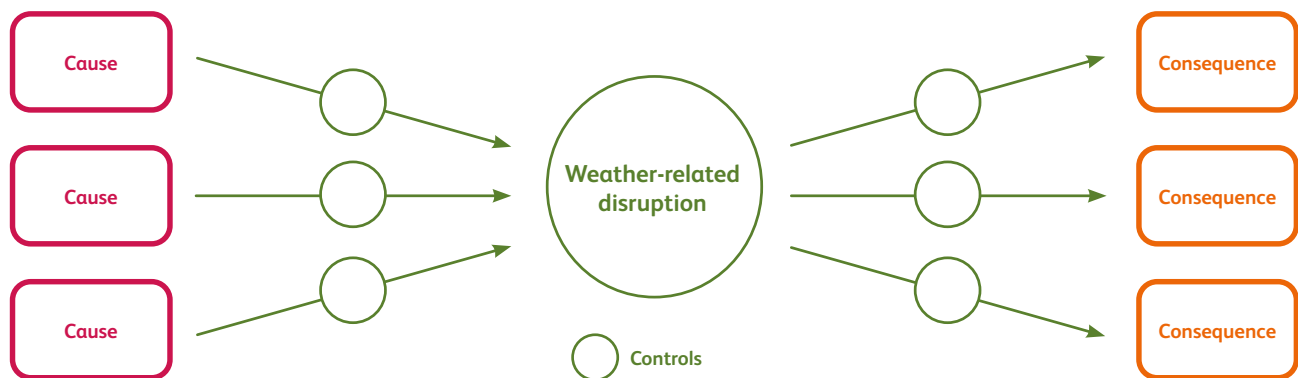 Cause
Consequence
Cause
Weather-related
disruption
Consequence
Cause
Consequence
Controls